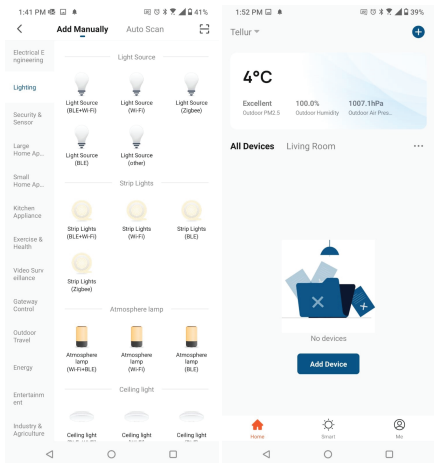 1:41 PM
41%
Add Manually
Auto Scan
Electrical E
ngineering
Lighting
Security &
Sensor
Large
Home Ap...
Small
Home Ap...
Kitchen
Appliance
Exercise &
Health
Video Surv
eillance
Gateway
Control
Outdoor
Travel
Energy
Entertainm
ent
Industry &
Agriculture
Light Source
Light Source
(BLE+Wi-Fi)
Light Source
(Wi-Fi)
Light Source
(Zigbee)
Light Source
(BLE)
Light Source
(other)
Strip Lights
Strip Lights
(BLE+Wi-Fi)
Strip Lights
(Wi-Fi)
Strip Lights
(BLE)
Strip Lights
(Zigbee)
Atmosphere lamp
Atmosphere
lamp
(Wi-Fi+BLE)
Atmosphere
lamp
(Wi-Fi)
Atmosphere
lamp
(BLE)
Ceiling light
Ceiling light
Ceiling light
Ceiling light
1:52 PM
39%
Tellur
4°C
Excellent
Outdoor PM2.5
100.0%
Outdoor Humidity
1007.1hPa
Outdoor Air Pres...
All Devices
Living Room
No devices
Add Device
Home
Smart
Me